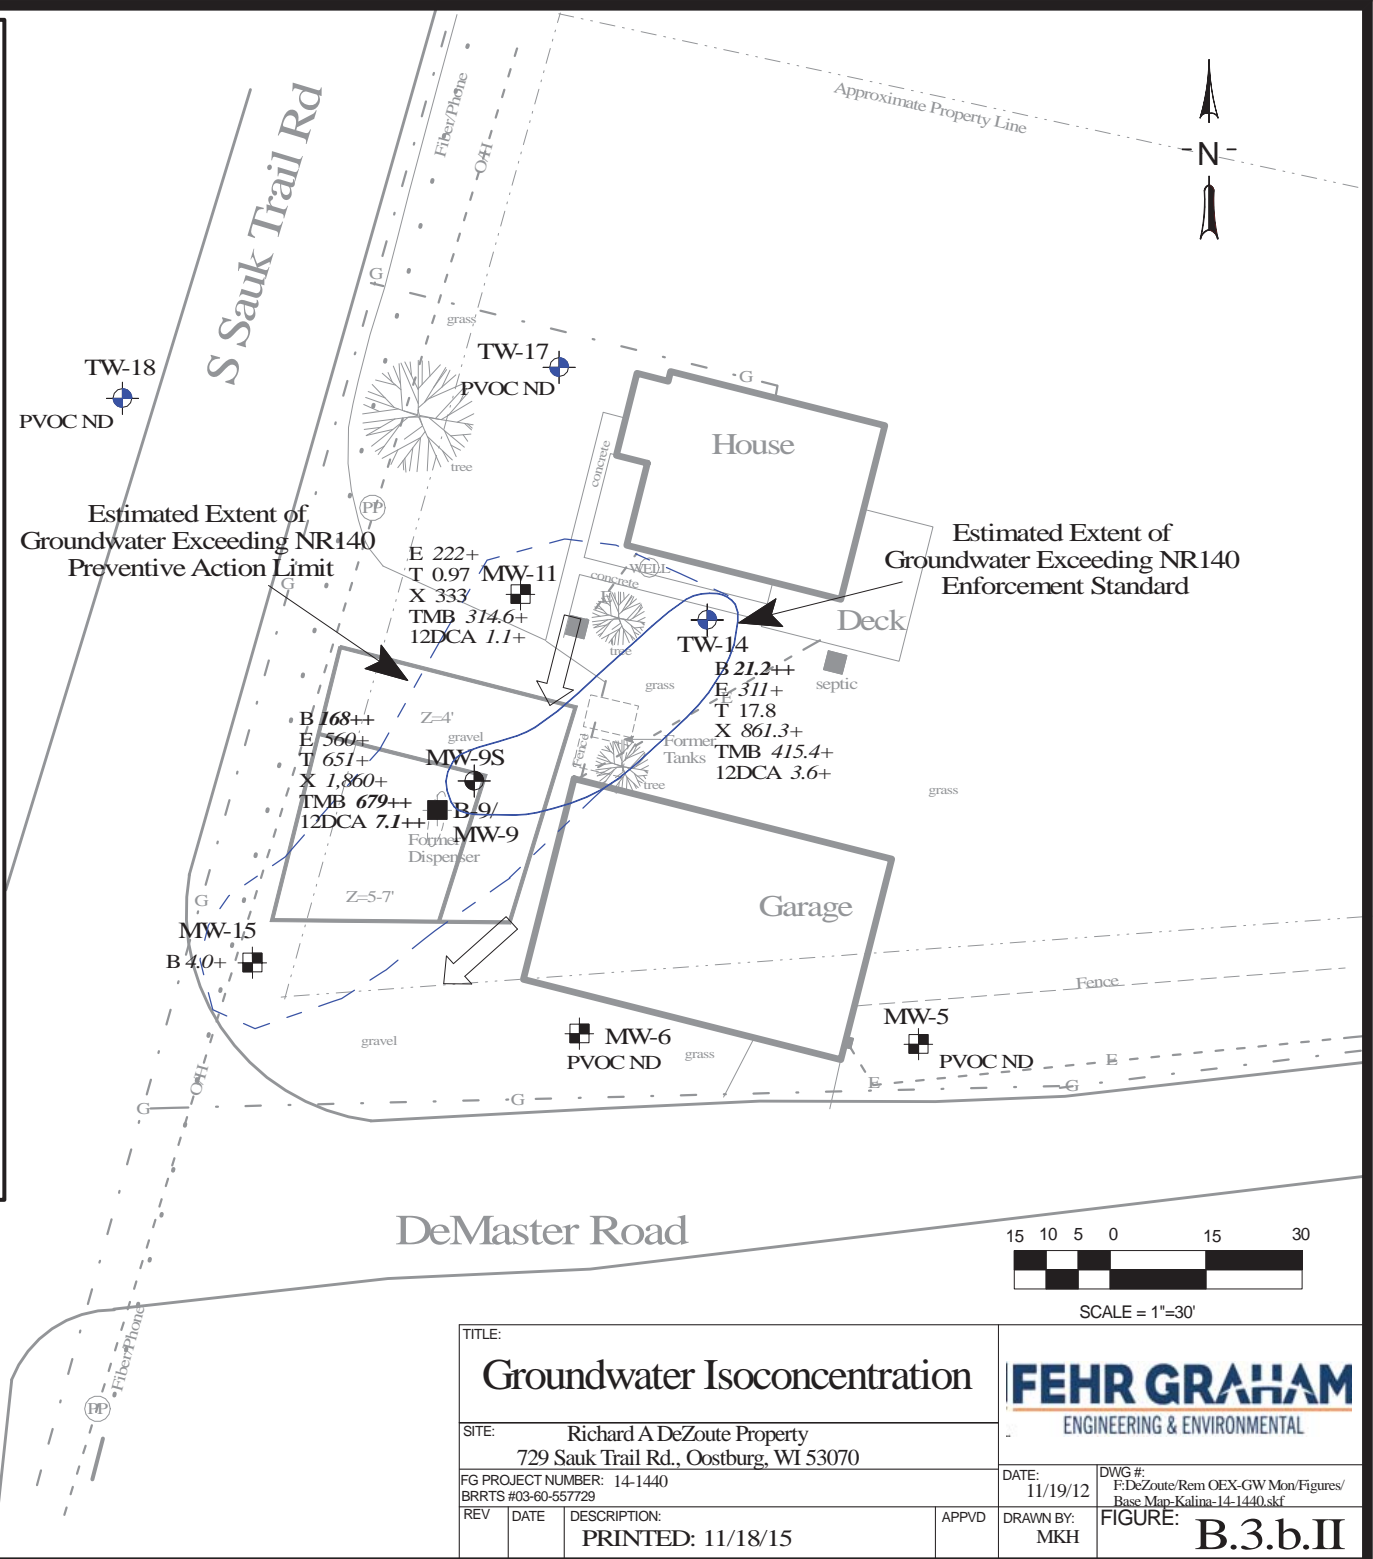 Approximate Property Line
N
S Sauk Trail Rd
Fiber/Phone
O/H
G
grass
TW-18
PVOC ND
TW-17
PVOC ND
G
tree
House
concrete
PP
Estimated Extent of
Groundwater Exceeding NR140
Preventive Action Limit
G
Estimated Extent of
Groundwater Exceeding NR140
Enforcement Standard
E 222+
T 0.97
X 333
TMB 314.6+
12DCA 1.1+
MW-11
WELL
concrete
E
tree
Deck
TW-14
B 21.2++
E 311+
T 17.8
X 861.3+
TMB 415.4+
12DCA 3.6+
septic
grass
E
Z=4'
gravel
B 168++
E 560+
T 651+
X 1,860+
TMB 679++
12DCA 7.1++
MW-9S
B-9/
MW-9
Former
Dispenser
Fence
Former
Tanks
tree
grass
Z=5-7'
G
Garage
MW-15
B 4.0+
Fence
MW-6
PVOC ND
MW-5
PVOC ND
gravel
grass
O/H
E
E
G
G
G
DeMaster Road
Fiber/Phone
PP
15 10 5 0 15 30
SCALE = 1"=30'
TITLE:
Groundwater Isoconcentration
SITE: Richard A DeZoute Property
729 Sauk Trail Rd., Oostburg, WI 53070
FG PROJECT NUMBER: 14-1440
BRRTS #03-60-557729
REV DATE DESCRIPTION: APPVD
PRINTED: 11/18/15
FEHR GRAHAM
ENGINEERING & ENVIRONMENTAL
DATE:
11/19/12
DWG #:
F:DeZoute/Rem OEX-GW Mon/Figures/
Base Map-Kalina-14-1440.skf
DRAWN BY:
MKH
FIGURE: B.3.b.II